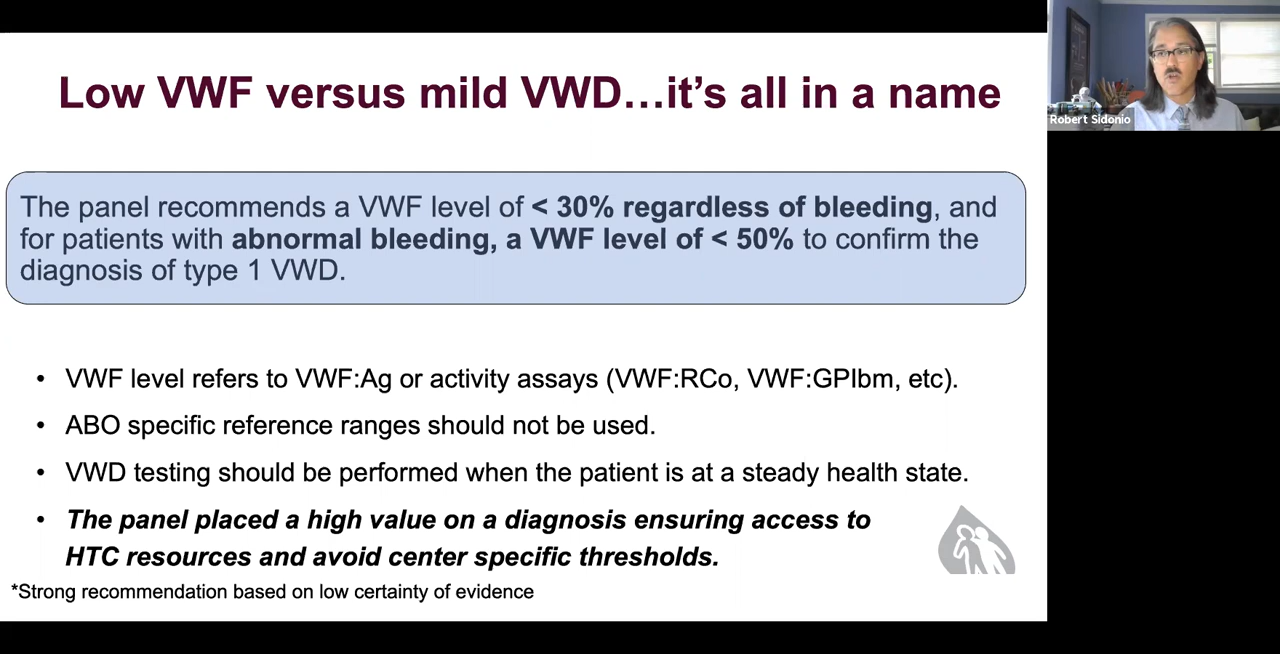 Low VWF versus mild VWD…it's all in a name
Robert Sidonio
The panel recommends a VWF level of < 30% regardless of bleeding, and
for patients with abnormal bleeding, a VWF level of < 50% to confirm the
diagnosis of type 1 VWD.
• VWF level refers to VWF:Ag or activity assays (VWF:RCo, VWF:GPIbm, etc).
• ABO specific reference ranges should not be used.
• VWD testing should be performed when the patient is at a steady health state.
• The panel placed a high value on a diagnosis ensuring access to
HTC resources and avoid center specific thresholds.
*Strong recommendation based on low certainty of evidence